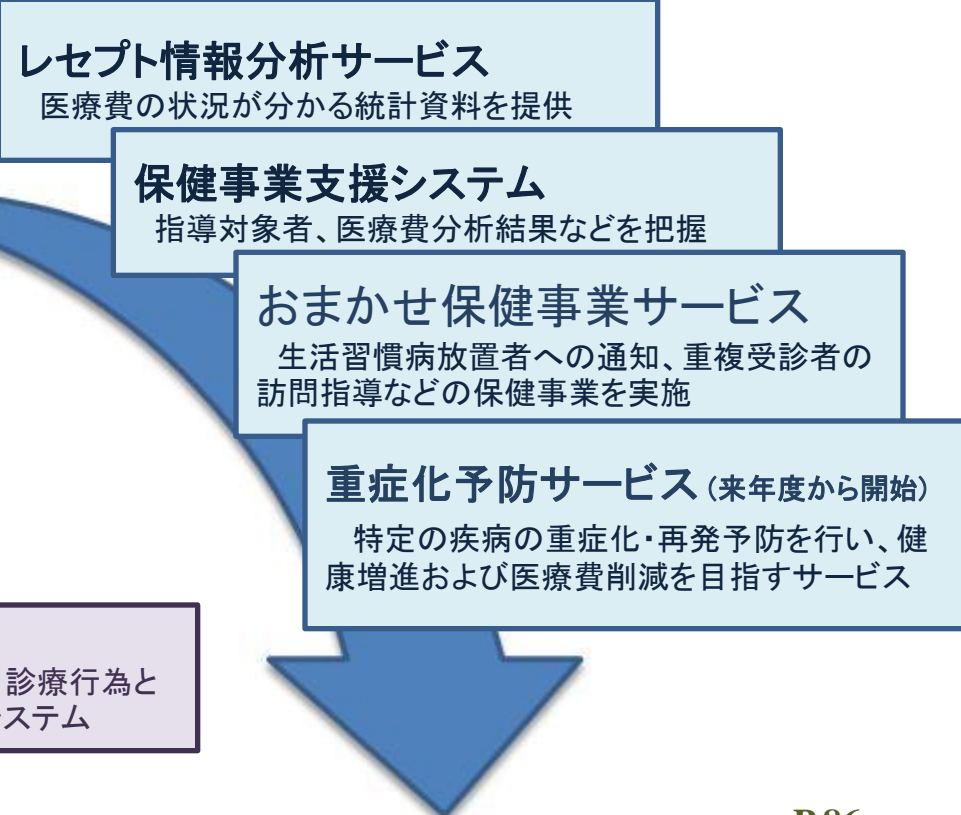 レセプト情報分析サービス
医療費の状況が分かる統計資料を提供
保健事業支援システム
指導対象者、医療費分析結果などを把握
おまかせ保健事業サービス
生活習慣病放置者への通知、重複受診者の
訪問指導などの保健事業を実施
重症化予防サービス(来年度から開始)
特定の疾病の重症化・再発予防を行い、健
康増進および医療費削減を目指すサービス
診療行為と
ステム